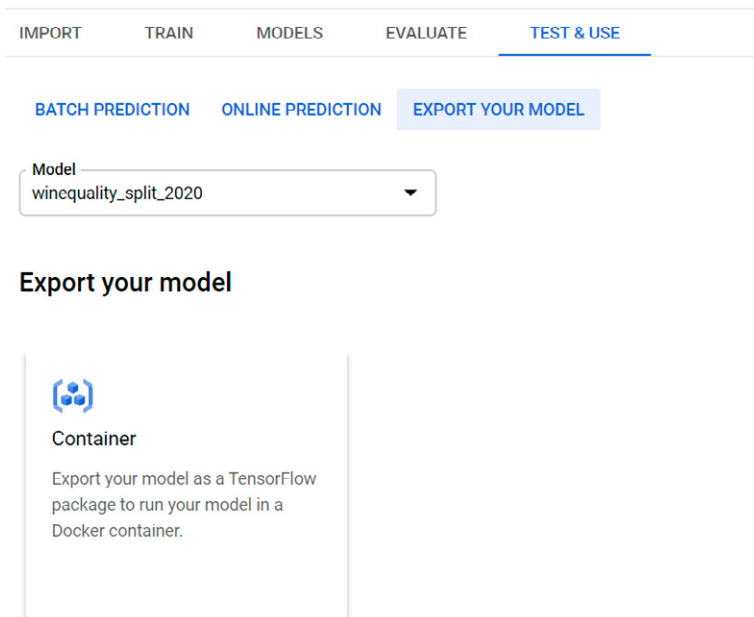 IMPORT TRAIN MODELS EVALUATE TEST & USE
BATCH PREDICTION ONLINE PREDICTION EXPORT YOUR MODEL
Model
winequality_split_2020
Export your model
Container
Export your model as a TensorFlow
package to run your model in a
Docker container.